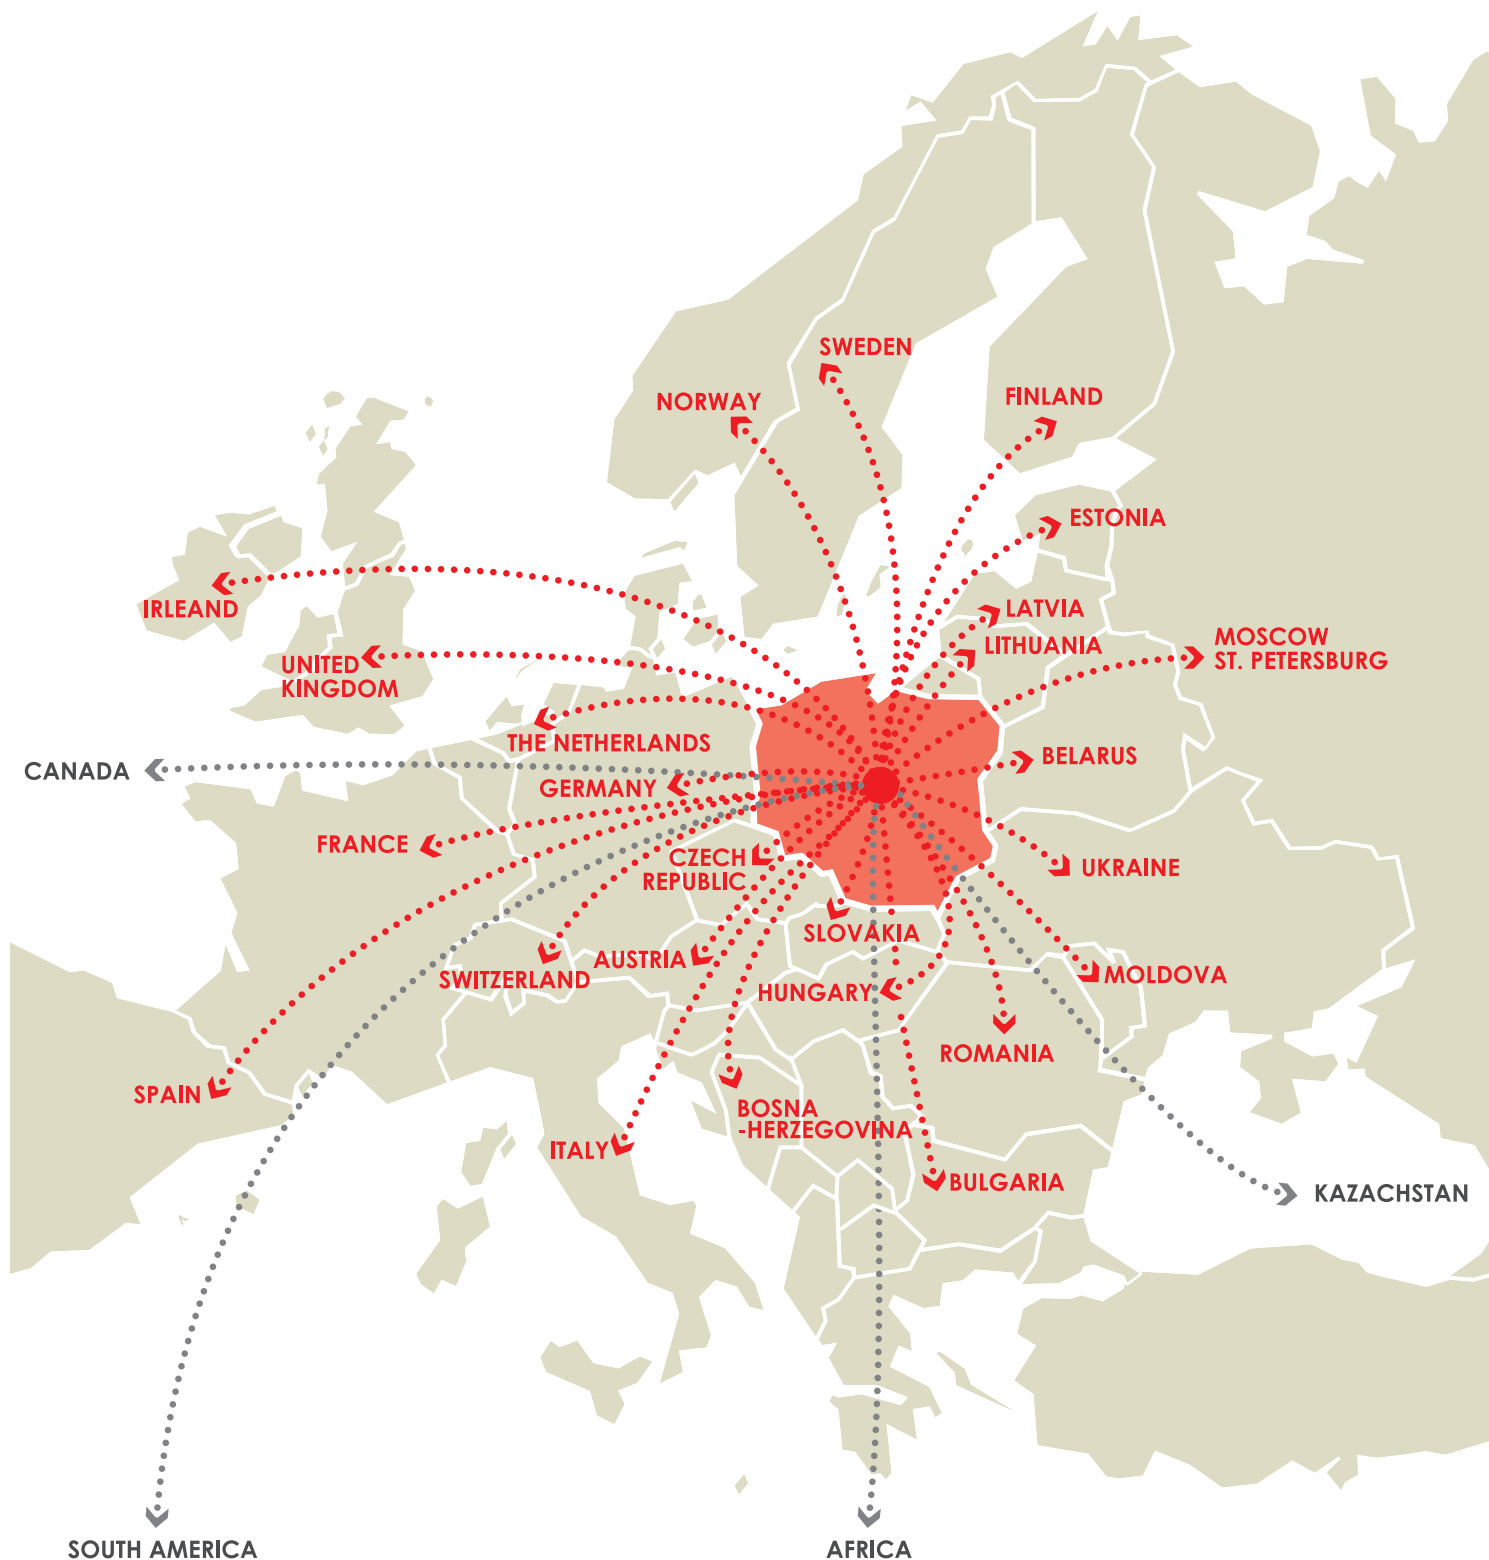 SWEDEN
NORWAY
FINLAND
ESTONIA
IRLEAND
LATVIA
LITHUANIA
MOSCOW
ST. PETERSBURG
UNITED
KINGDOM
THE NETHERLANDS
BELARUS
CANADA
GERMANY
FRANCE
CZECH
REPUBLIC
UKRAINE
SLOVAKIA
AUSTRIA
SWITZERLAND
MOLDOVA
HUNGARY
ROMANIA
SPAIN
BOSNA
-HERZEGOVINA
ITALY
BULGARIA
KAZACHSTAN
SOUTH AMERICA
AFRICA